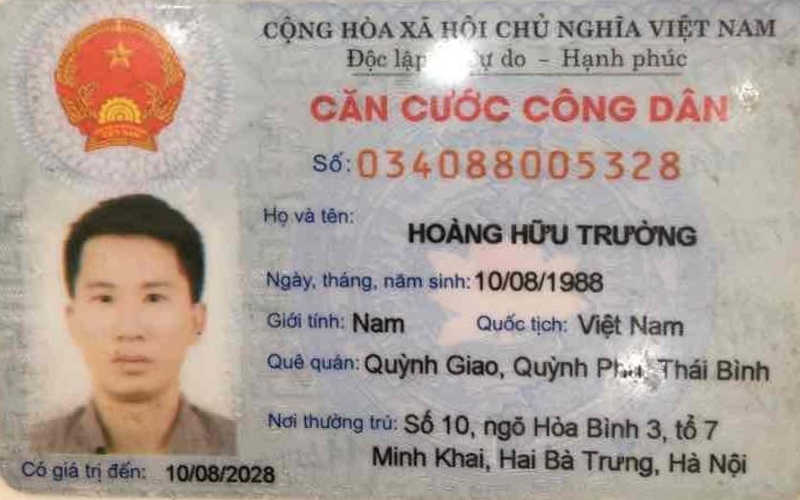 CỘNG HÒA XÃ HỘI CHỦ NGHĨA VIỆT NAM
Độc lập do - Hạnh phúc
CĂN CƯỚC CÔNG DÂN
Số: 034088005328
Họ và tên: HOÀNG HỮU TRƯỜNG
Ngày, tháng, năm sinh: 10/08/1988
Giới tính: Nam Quốc tịch: Việt Nam
Quê quán: Quỳnh Giao, Quỳnh Thái Bình
Nơi thường trú: Số 10, ngõ Hòa Bình 3, tổ 7
Minh Khai, Hai Bà Trưng, Hà Nội
Có giá trị đến: 10/08/2028